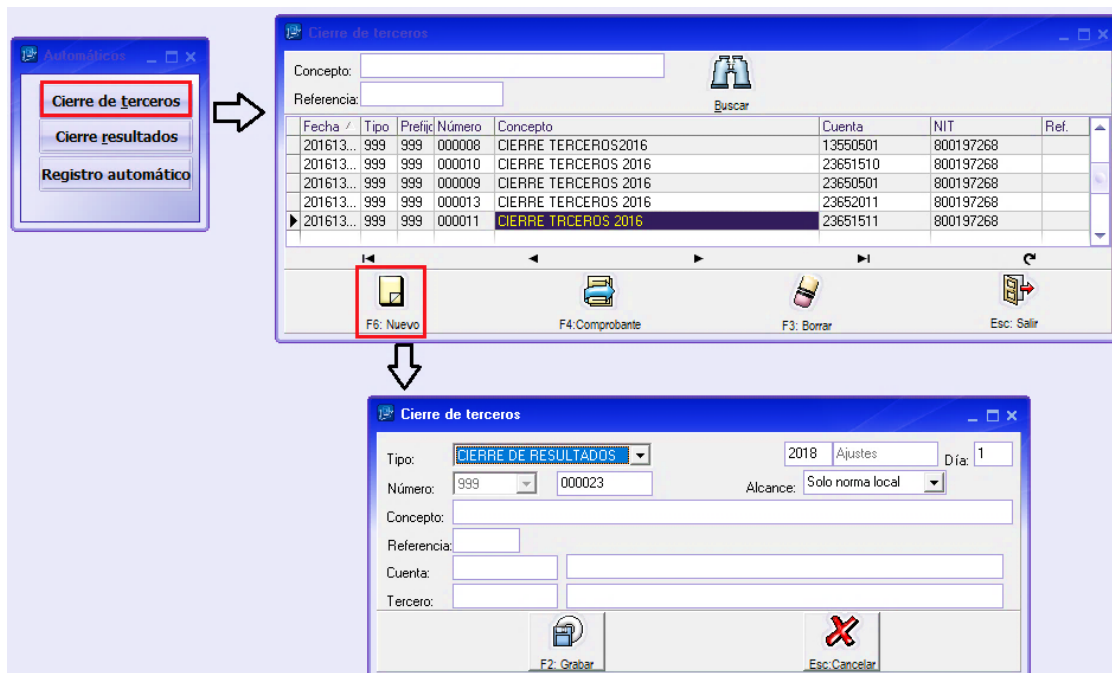 Automáticos
Cierre de terceros
Cierre resultados
Registro automático
Cierre de terceros
Concepto:
Referencia:
Buscar
Fecha Tipo Prefijc Número Concepto Cuenta NIT Ref.
201613... 999 999 000008 CIERRE TERCEROS2016 13550501 800197268
201613... 999 999 000010 CIERRE TERCEROS 2016 23651510 800197268
201613... 999 999 000009 CIERRE TERCEROS 2016 23650501 800197268
201613... 999 999 000013 CIERRE TERCEROS 2016 23652011 800197268
201613... 999 999 000011 CIERRE TRCEROS 2016 23651511 800197268
F6: Nuevo F4:Comprobante F3: Borrar Esc: Salir
Cierre de terceros
Tipo: CIERRE DE RESULTADOS 2018 Ajustes Día: 1
Número: 999 000023 Alcance: Solo norma local
Concepto:
Referencia:
Cuenta:
Tercero:
F2: Grabar Esc:Cancelar